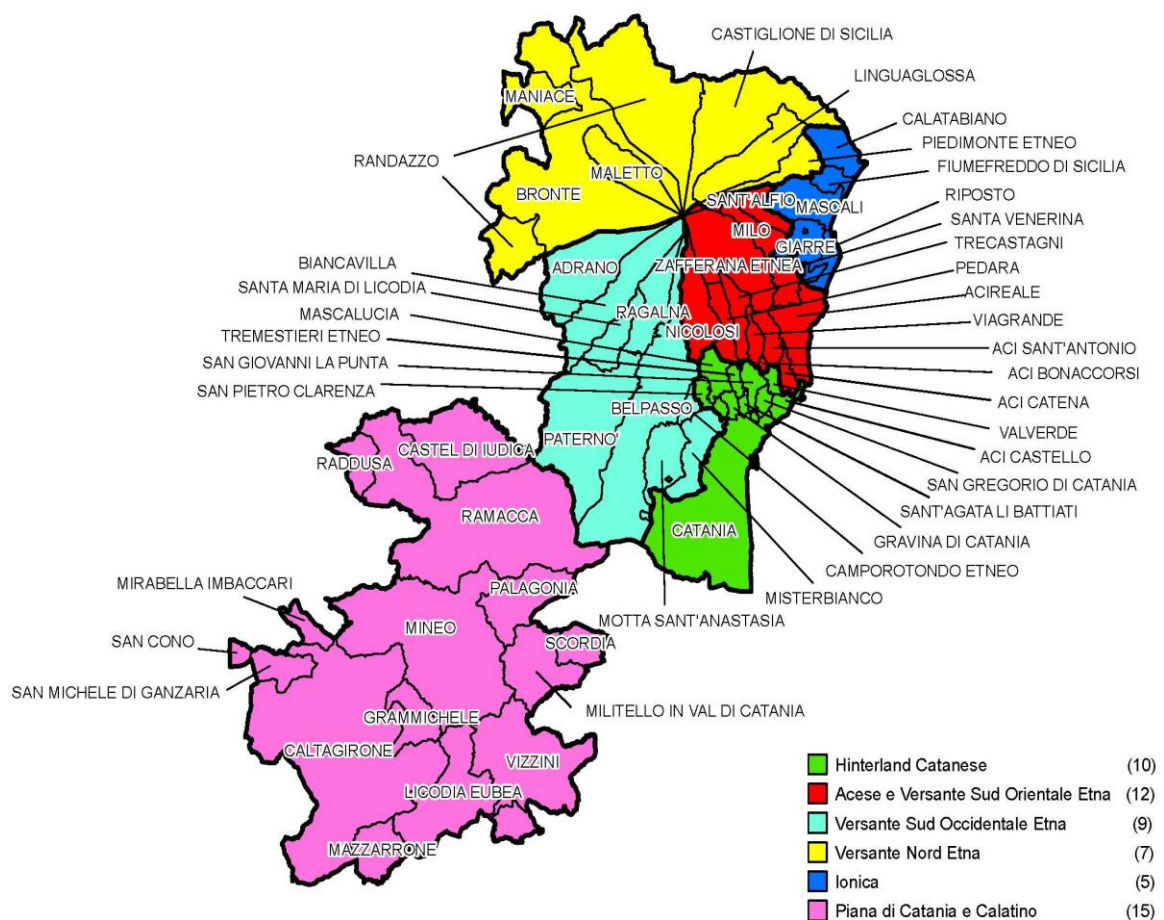 CASTIGLIONE DI SICILIA
LINGUAGLOSSA
MANIACE
CALATABIANO
PIEDIMONTE ETNEO
RANDAZZO
FIUMEFREDDO DI SICILIA
MALETTO
BRONTE
SANT'ALFIO
MASCALI
RIPOSTO
SANTA VENERINA
MILO
GIARRE
TRECASTAGNI
BIANCAVILLA
ADRANO
ZAFFERANA ETNEA
PEDARA
SANTA MARIA DI LICODIA
ACIREALE
MASCALUCIA
RAGALNA
VIAGRANDE
TREMESTIERI ETNEO
NICOLOSI
ACI SANT'ANTONIO
SAN GIOVANNI LA PUNTA
ACI BONACCORSI
SAN PIETRO CLARENZA
ACI CATENA
BELPASSO
VALVERDE
PATERNO'
CASTEL DI IUDICA
RADDUSA
ACI CASTELLO
SAN GREGORIO DI CATANIA
SANT'AGATA LI BATTIATI
RAMACCA
CATANIA
GRAVINA DI CATANIA
CAMPOROTONDO ETNEO
MIRABELLA IMBACCARI
PALAGONIA
MISTERBIANCO
MOTTA SANT'ANASTASIA
MINEO
SAN CONO
SCORDIA
SAN MICHELE DI GANZARIA
MILITELLO IN VAL DI CATANIA
GRAMMICHELE
CALTAGIRONE
VIZZINI
LICODIA EUBEA
MAZZARRONE
Hinterland Catanese (10)
Acese e Versante Sud Orientale Etna (12)
Versante Sud Occidentale Etna (9)
Versante Nord Etna (7)
Ionica (5)
Piana di Catania e Calatino (15)